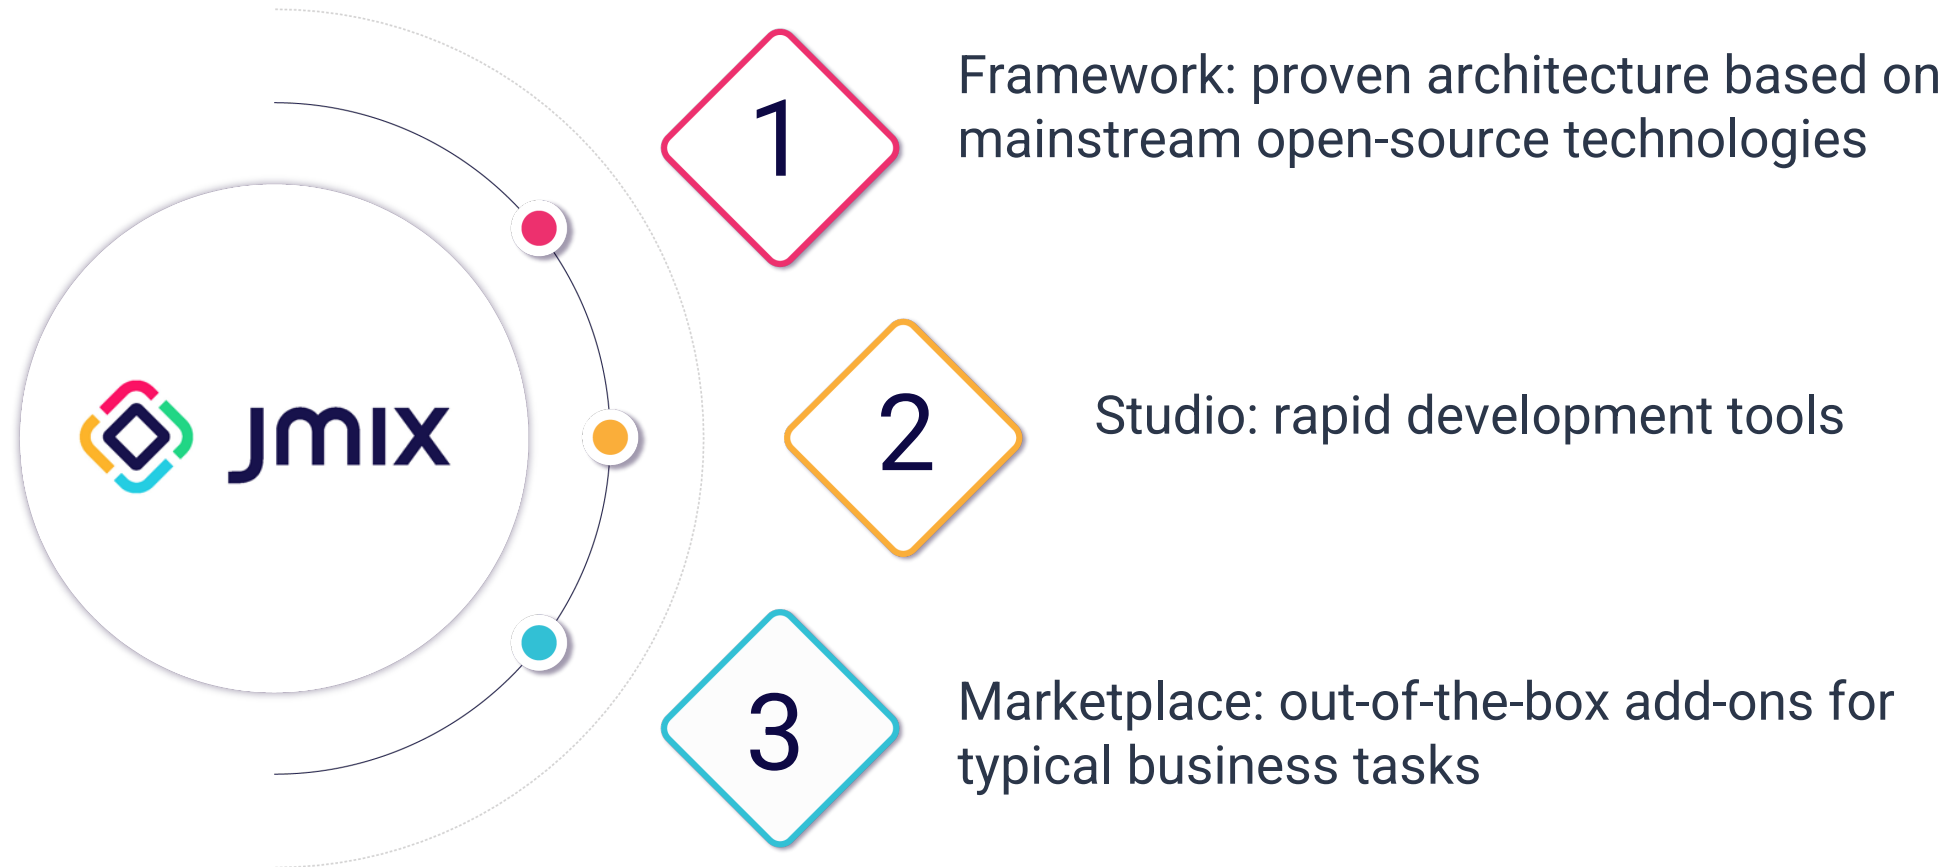 JMIX
1
Framework: proven architecture based on
mainstream open-source technologies
2
Studio: rapid development tools
3
Marketplace: out-of-the-box add-ons for
typical business tasks